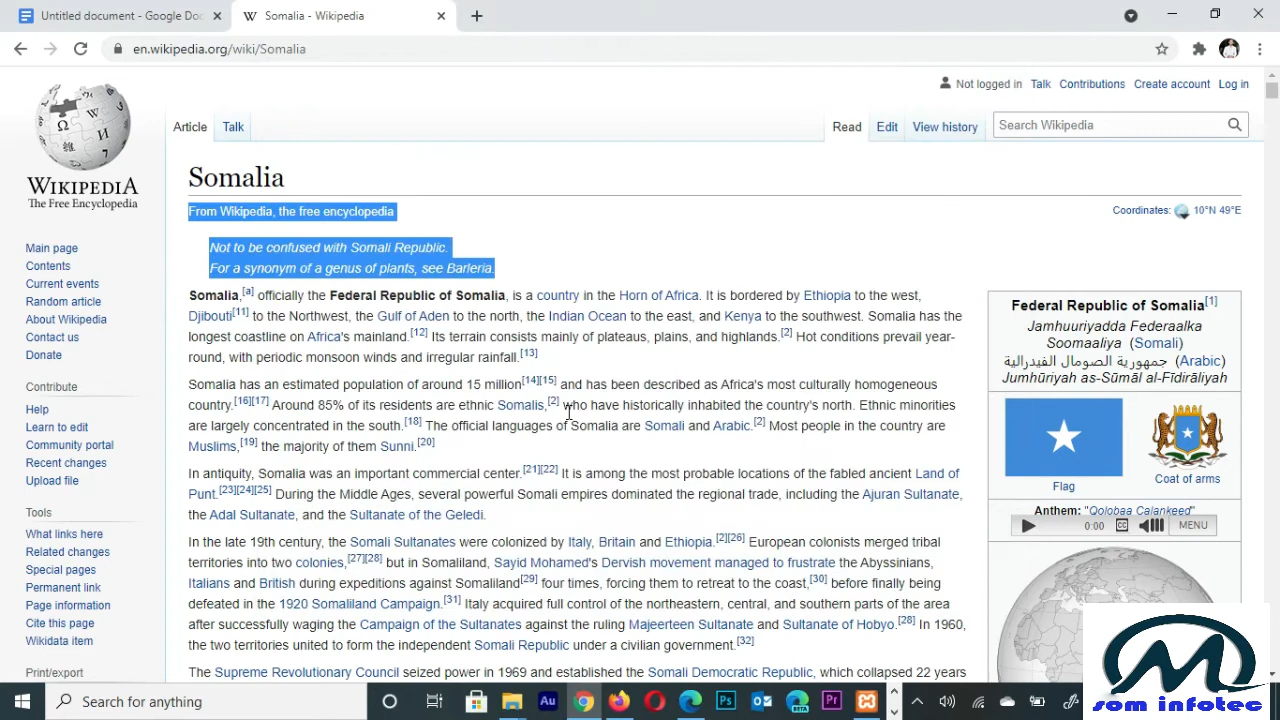 Untitled document - Google Doc
Somalia - Wikipedia
en.wikipedia.org/wiki/Somalia
Not logged in Talk Contributions Create account Log in
Article Talk Read Edit View history Search Wikipedia
WIKIPEDIA
The Free Encyclopedia
Main page
Contents
Current events
Random article
About Wikipedia
Contact us
Donate
Contribute
Help
Learn to edit
Community portal
Recent changes
Upload file
Tools
What links here
Related changes
Special pages
Permanent link
Page information
Cite this page
Wikidata item
Print/export
Somalia
From Wikipedia, the free encyclopedia
Coordinates: 10°N 49°E
Not to be confused with Somali Republic.
For a synonym of a genus of plants, see Barleria.
Somalia,[a] officially the Federal Republic of Somalia, is a country in the Horn of Africa. It is bordered by Ethiopia to the west,
Djibouti[11] to the Northwest, the Gulf of Aden to the north, the Indian Ocean to the east, and Kenya to the southwest. Somalia has the
longest coastline on Africa's mainland.[12] Its terrain consists mainly of plateaus, plains, and highlands.[2] Hot conditions prevail year-
round, with periodic monsoon winds and irregular rainfall.[13]
Somalia has an estimated population of around 15 million[14][15] and has been described as Africa's most culturally homogeneous
country.[16][17] Around 85% of its residents are ethnic Somalis,[2] who have historically inhabited the country's north. Ethnic minorities
are largely concentrated in the south.[18] The official languages of Somalia are Somali and Arabic.[2] Most people in the country are
Muslims,[19] the majority of them Sunni.[20]
In antiquity, Somalia was an important commercial center.[21][22] It is among the most probable locations of the fabled ancient Land of
Punt.[23][24][25] During the Middle Ages, several powerful Somali empires dominated the regional trade, including the Ajuran Sultanate,
the Adal Sultanate, and the Sultanate of the Geledi.
In the late 19th century, the Somali Sultanates were colonized by Italy, Britain and Ethiopia.[2][26] European colonists merged tribal
territories into two colonies,[27][28] but in Somaliland, Sayid Mohamed's Dervish movement managed to frustrate the Abyssinians,
Italians and British during expeditions against Somaliland[29] four times, forcing them to retreat to the coast,[30] before finally being
defeated in the 1920 Somaliland Campaign.[31] Italy acquired full control of the northeastern, central, and southern parts of the area
after successfully waging the Campaign of the Sultanates against the ruling Majeerteen Sultanate and Sultanate of Hobyo.[28] In 1960,
the two territories united to form the independent Somali Republic under a civilian government.[32]
The Supreme Revolutionary Council seized power in 1969 and established the Somali Democratic Republic, which collapsed 22 years
Federal Republic of Somalia[1]
Jamhuuriyadda Federaalka
Soomaaliya (Somali)
جمهورية الصومال الفيدرالية (Arabic)
Jumhūriyah as-Sūmāl al-Fīdirāliyah
Flag
Coat of arms
Anthem: "Qolobaa Calankeed"
0:00 CC MENU
Search for anything
Au
Ps
BETA
Pr
som infotec